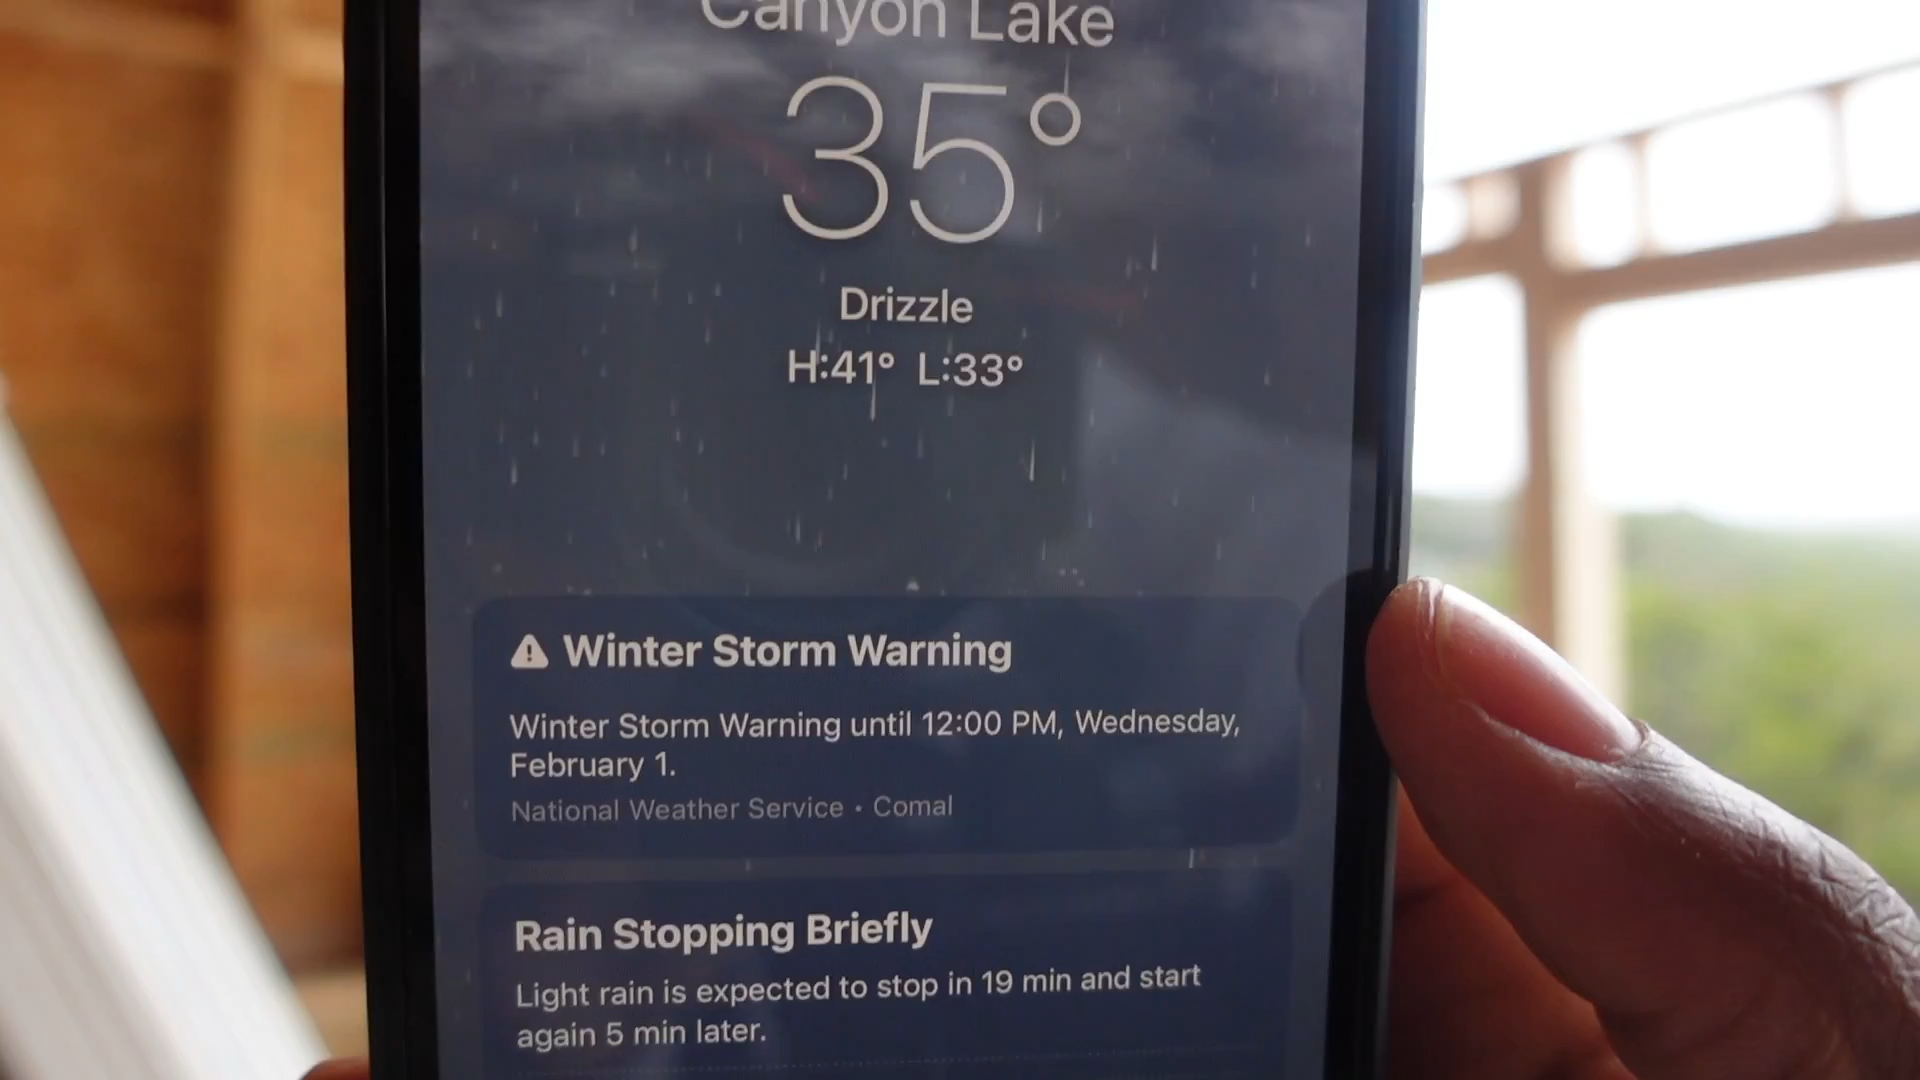 Canyon Lake
35°
Drizzle
H:41° L:33°
Winter Storm Warning
Winter Storm Warning until 12:00 PM, Wednesday,
February 1.
National Weather Service • Comal
Rain Stopping Briefly
Light rain is expected to stop in 19 min and start
again 5 min later.